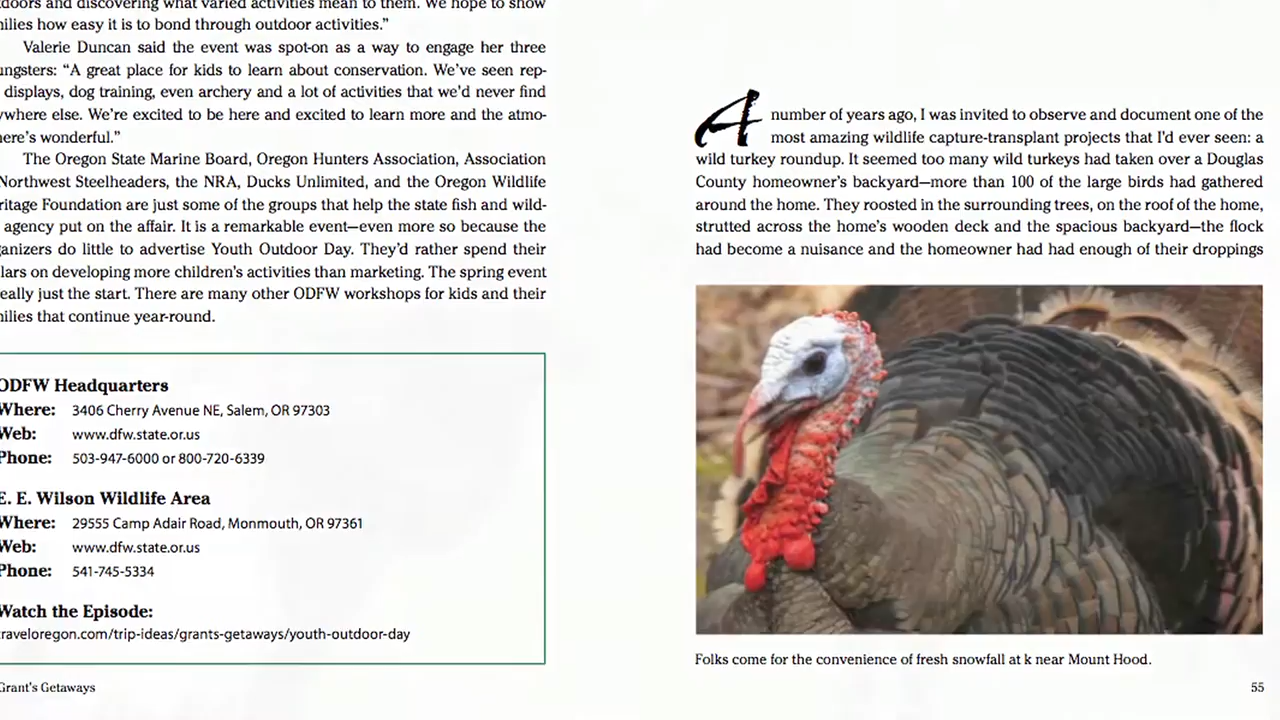 doors and discovering what varied activities mean to them. We hope to show
nilies how easy it is to bond through outdoor activities.”
Valerie Duncan said the event was spot-on as a way to engage her three
ungsters: “A great place for kids to learn about conservation. We’ve seen rep-
displays, dog training, even archery and a lot of activities that we’d never find
ywhere else. We’re excited to be here and excited to learn more and the atmo-
here’s wonderful.”
The Oregon State Marine Board, Oregon Hunters Association, Association
Northwest Steelheaders, the NRA, Ducks Unlimited, and the Oregon Wildlife
ritage Foundation are just some of the groups that help the state fish and wild-
agency put on the affair. It is a remarkable event—even more so because the
ganizers do little to advertise Youth Outdoor Day. They’d rather spend their
lars on developing more children’s activities than marketing. The spring event
eally just the start. There are many other ODFW workshops for kids and their
nilies that continue year-round.
ODFW Headquarters
Where: 3406 Cherry Avenue NE, Salem, OR 97303
Web: www.dfw.state.or.us
Phone: 503-947-6000 or 800-720-6339
E. E. Wilson Wildlife Area
Where: 29555 Camp Adair Road, Monmouth, OR 97361
Web: www.dfw.state.or.us
Phone: 541-745-5334
Watch the Episode:
traveloregon.com/trip-ideas/grants-getaways/youth-outdoor-day
Grant’s Getaways
A number of years ago, I was invited to observe and document one of the
most amazing wildlife capture-transplant projects that I’d ever seen: a
wild turkey roundup. It seemed too many wild turkeys had taken over a Douglas
County homeowner’s backyard—more than 100 of the large birds had gathered
around the home. They roosted in the surrounding trees, on the roof of the home,
strutted across the home’s wooden deck and the spacious backyard—the flock
had become a nuisance and the homeowner had had enough of their droppings
Folks come for the convenience of fresh snowfall at k near Mount Hood.
55